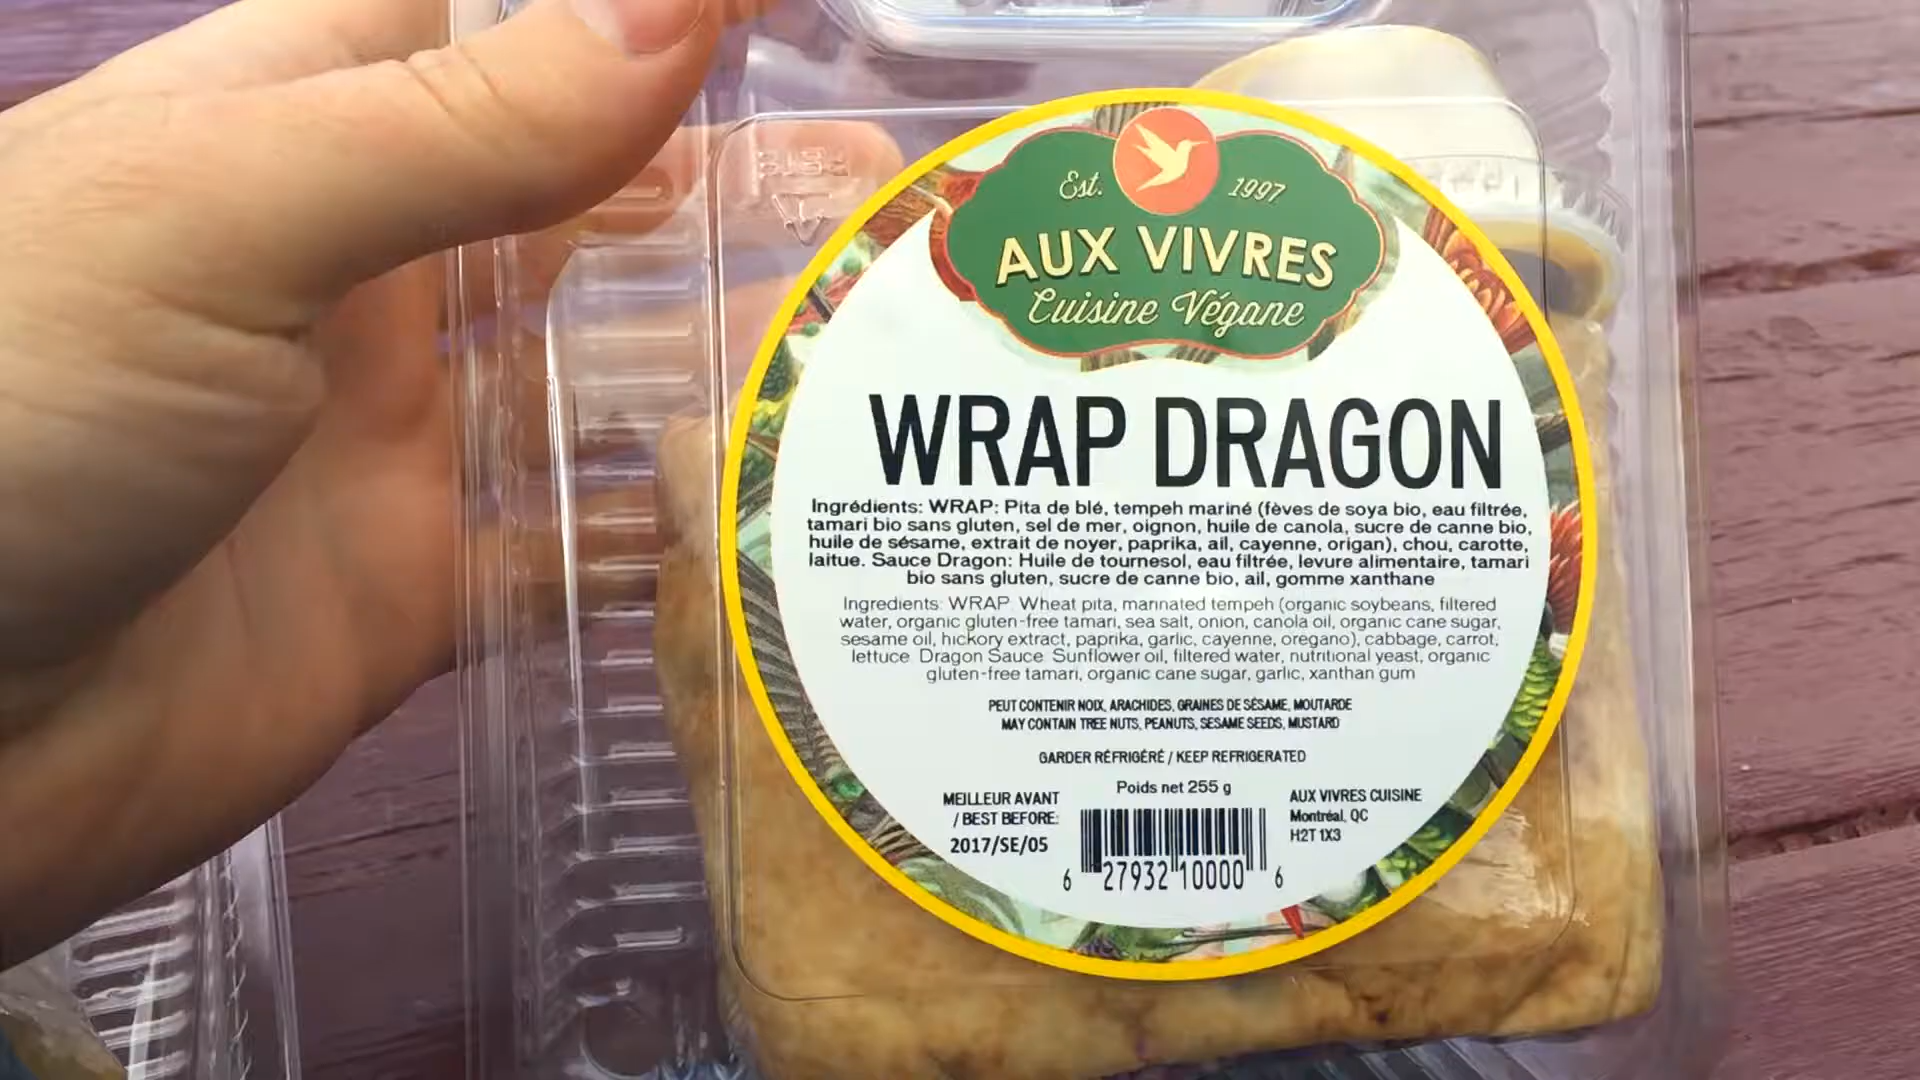 Est. 1997
AUX VIVRES
Cuisine Végane
WRAP DRAGON
Ingrédients: WRAP: Pita de blé, tempeh mariné (fèves de soya bio, eau filtrée,
tamari bio sans gluten, sel de mer, oignon, huile de canola, sucre de canne bio,
huile de sésame, extrait de noyer, paprika, ail, cayenne, origan), chou, carotte,
laitue. Sauce Dragon: Huile de tournesol, eau filtrée, levure alimentaire, tamari
bio sans gluten, sucre de canne bio, ail, gomme xanthane
Ingredients: WRAP: Wheat pita, marinated tempeh (organic soybeans, filtered
water, organic gluten-free tamari, sea salt, onion, canola oil, organic cane sugar,
sesame oil, hickory extract, paprika, garlic, cayenne, oregano), cabbage, carrot,
lettuce. Dragon Sauce: Sunflower oil, filtered water, nutritional yeast, organic
gluten-free tamari, organic cane sugar, garlic, xanthan gum
PEUT CONTENIR NOIX, ARACHIDES, GRAINES DE SÉSAME, MOUTARDE
MAY CONTAIN TREE NUTS, PEANUTS, SESAME SEEDS, MUSTARD
GARDER RÉFRIGÉRÉ / KEEP REFRIGERATED
Poids net 255 g
MEILLEUR AVANT
/ BEST BEFORE:
2017/SE/05
6 27932 10000 6
AUX VIVRES CUISINE
Montréal, QC
H2T 1X3